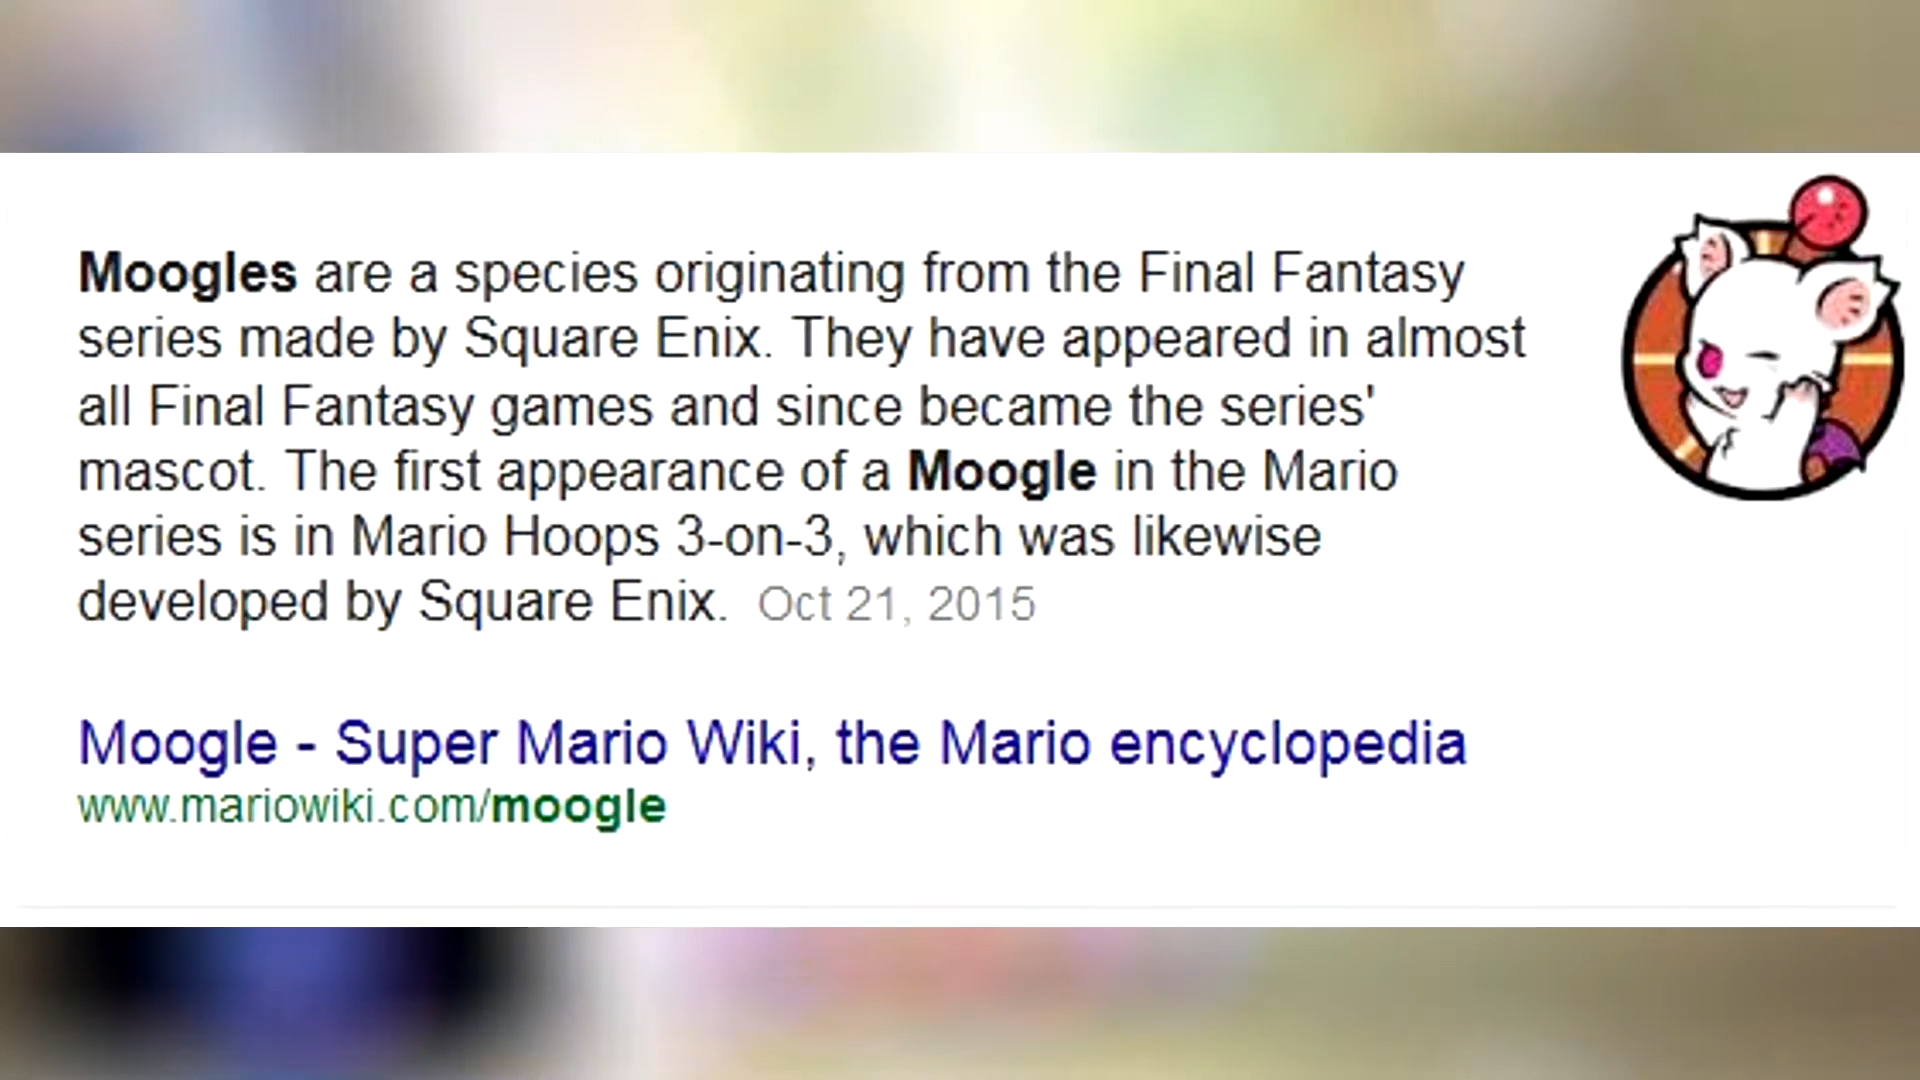 Moogles are a species originating from the Final Fantasy
series made by Square Enix. They have appeared in almost
all Final Fantasy games and since became the series'
mascot. The first appearance of a Moogle in the Mario
series is in Mario Hoops 3-on-3, which was likewise
developed by Square Enix. Oct 21, 2015
Moogle - Super Mario Wiki, the Mario encyclopedia
www.mariowiki.com/moogle